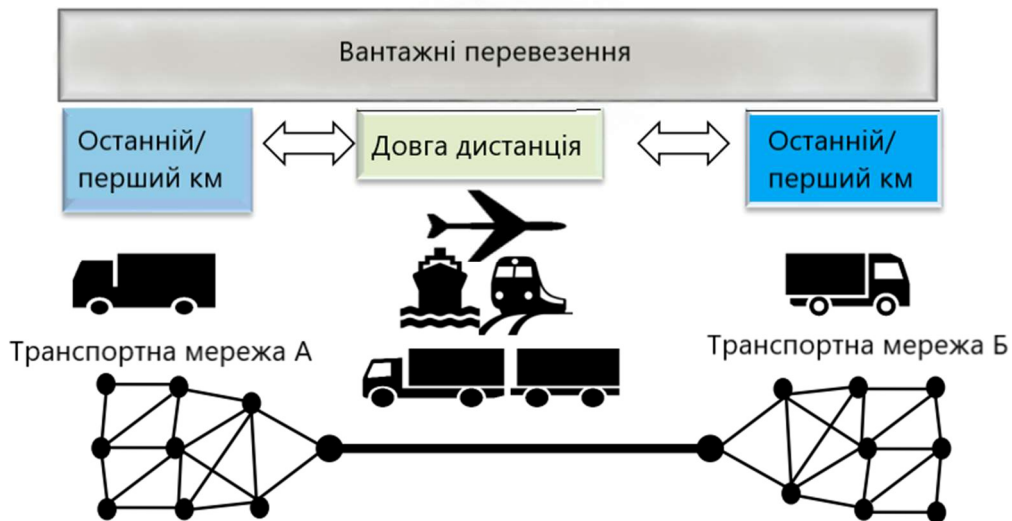 Вантажні перевезення
Останній/
перший км
Довга дистанція
Останній/
перший км
Транспортна мережа А
Транспортна мережа Б